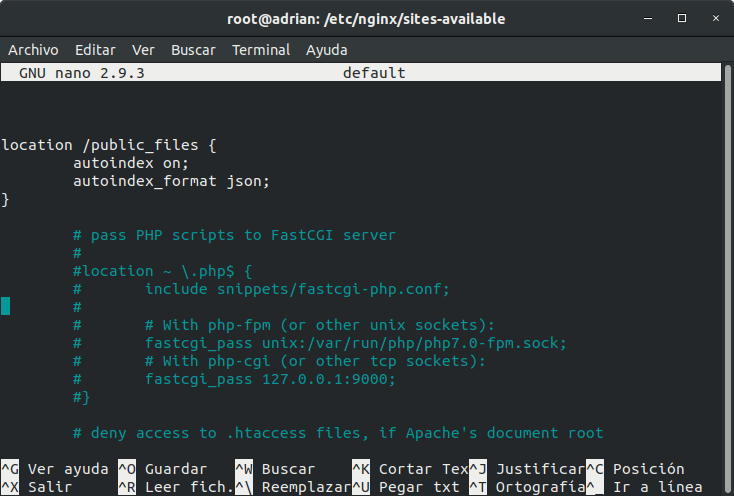 root@adrian: /etc/nginx/sites-available
Archivo Editar Ver Buscar Terminal Ayuda
GNU nano 2.9.3 default
location /public_files {
autoindex on;
autoindex_format json;
}
# pass PHP scripts to FastCGI server
#
#location ~ \.php$ {
# include snippets/fastcgi-php.conf;
#
# # With php-fpm (or other unix sockets):
# fastcgi_pass unix:/var/run/php/php7.0-fpm.sock;
# # With php-cgi (or other tcp sockets):
# fastcgi_pass 127.0.0.1:9000;
#}
# deny access to .htaccess files, if Apache's document root
^G Ver ayuda ^O Guardar ^W Buscar ^K Cortar Tex^J Justificar^C Posición
^X Salir ^R Leer fich.^\ Reemplazar^U Pegar txt ^T Ortografía^_ Ir a línea